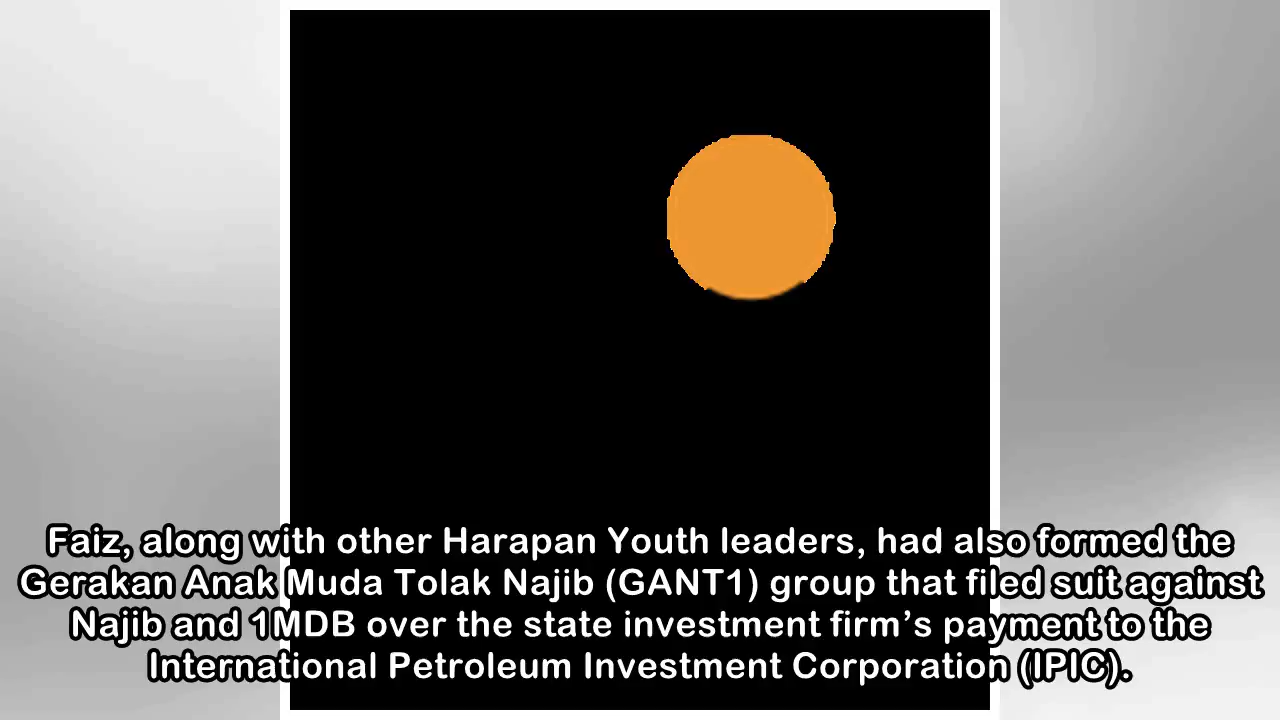 Faiz, along with other Harapan Youth leaders, had also formed the
Gerakan Anak Muda Tolak Najib (GANT1) group that filed suit against
Najib and 1MDB over the state investment firm’s payment to the
International Petroleum Investment Corporation (IPIC).